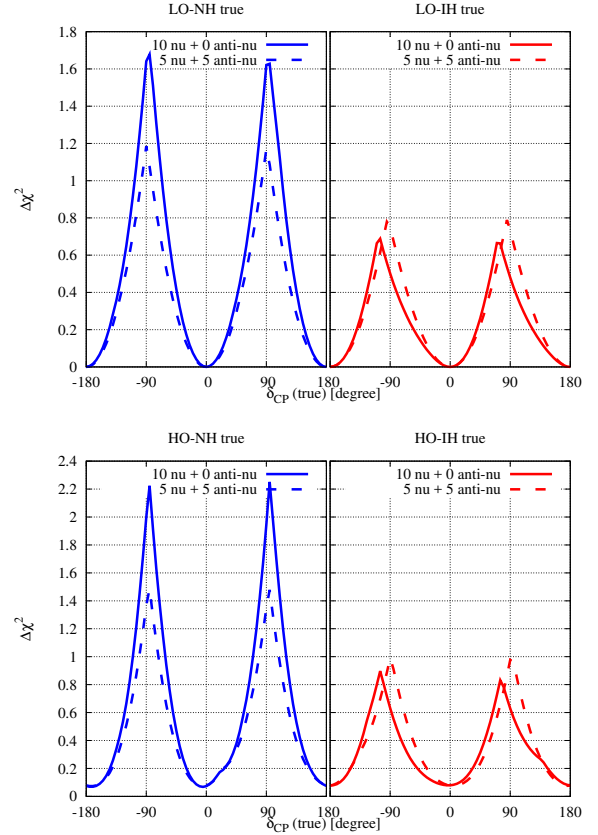 LO-NH true
LO-IH true
10 nu + 0 anti-nu
5 nu + 5 anti-nu
10 nu + 0 anti-nu
5 nu + 5 anti-nu
Δχ²
1.8
1.6
1.4
1.2
1
0.8
0.6
0.4
0.2
0
-180 -90 0 90 180
-90 0 90 180
δCP (true) [degree]
HO-NH true
HO-IH true
10 nu + 0 anti-nu
5 nu + 5 anti-nu
10 nu + 0 anti-nu
5 nu + 5 anti-nu
Δχ²
2.4
2.2
2
1.8
1.6
1.4
1.2
1
0.8
0.6
0.4
0.2
0
-180 -90 0 90 180
-90 0 90 180
δCP (true) [degree]